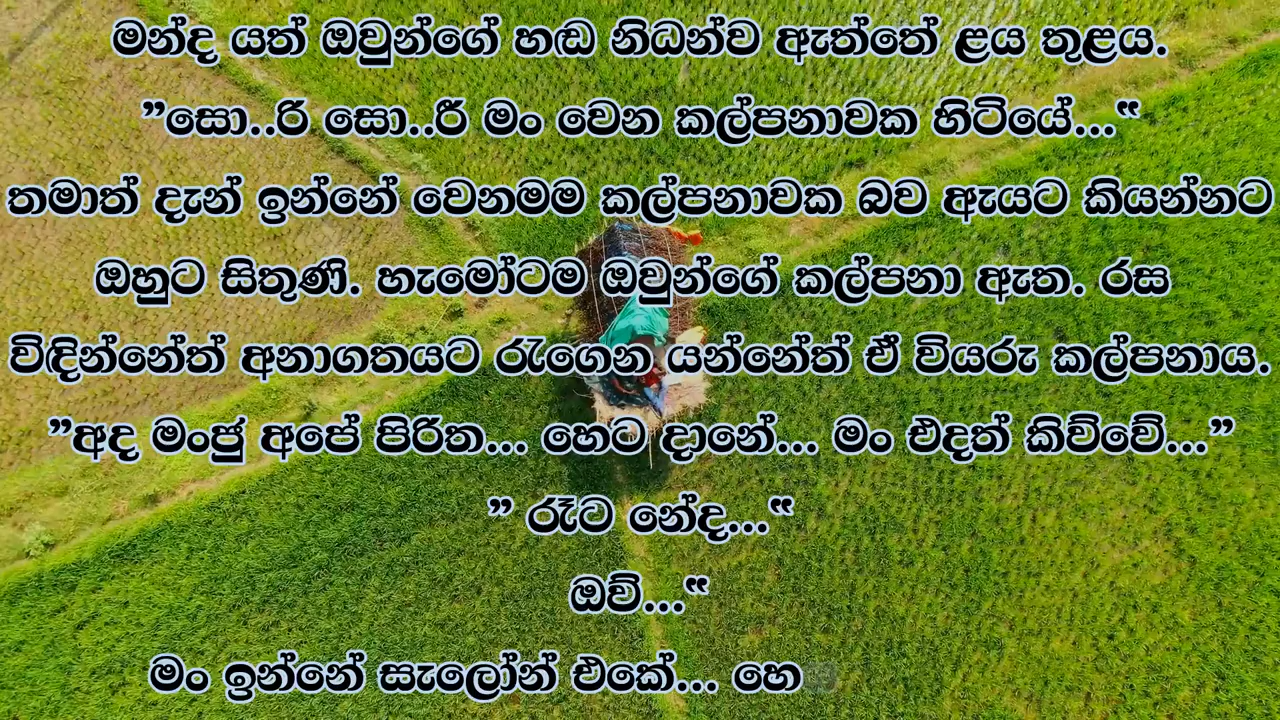 මන්ද යත් ඔවුන්ගේ හඬ නිධන්ව ඇත්තේ ළය තුළය.
”සො..රි සො..රී මං වෙන කල්පනාවක හිටියේ...“
තමාත් දැන් ඉන්නේ වෙනමම කල්පනාවක බව ඇයට කියන්නට
ඔහුට සිතුණි. හැමෝටම ඔවුන්ගේ කල්පනා ඇත. රස
විඳින්නේත් අනාගතයට රැගෙන යන්නේත් ඒ වියරු කල්පනාය.
”අද මංජු අපේ පිරිත... හෙට දානේ... මං එදත් කිව්වේ...”
” රෑට නේද...“
ඔව්...“
මං ඉන්නේ සැලෝන් එකේ... හෙ